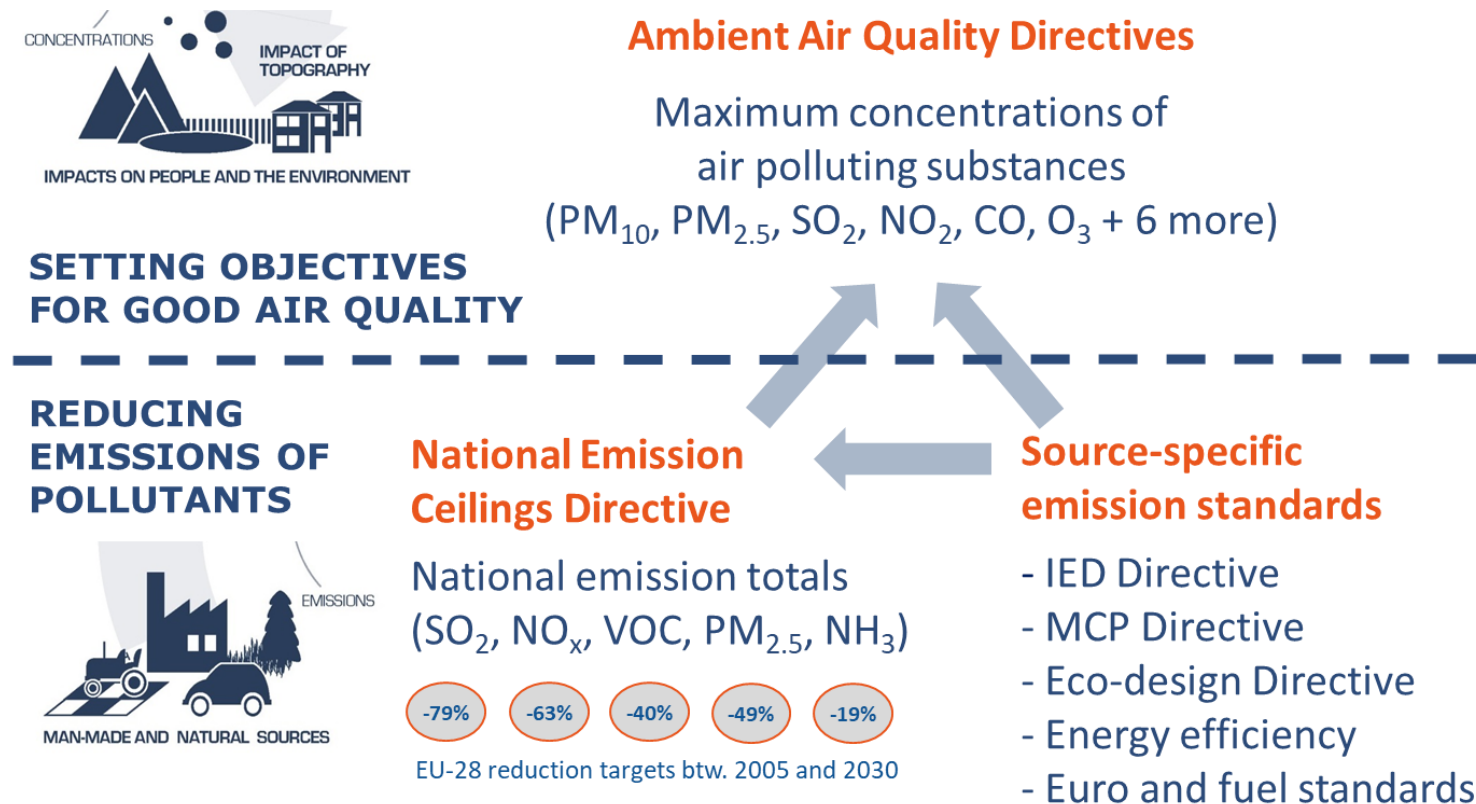 CONCENTRATIONS
IMPACT OF
TOPOGRAPHY
IMPACTS ON PEOPLE AND THE ENVIRONMENT
SETTING OBJECTIVES
FOR GOOD AIR QUALITY
Ambient Air Quality Directives
Maximum concentrations of
air polluting substances
(PM₁₀, PM₂.₅, SO₂, NO₂, CO, O₃ + 6 more)
REDUCING
EMISSIONS OF
POLLUTANTS
EMISSIONS
MAN-MADE AND NATURAL SOURCES
National Emission
Ceilings Directive
National emission totals
(SO₂, NOₓ, VOC, PM₂.₅, NH₃)
-79% -63% -40% -49% -19%
EU-28 reduction targets btw. 2005 and 2030
Source-specific
emission standards
- IED Directive
- MCP Directive
- Eco-design Directive
- Energy efficiency
- Euro and fuel standards